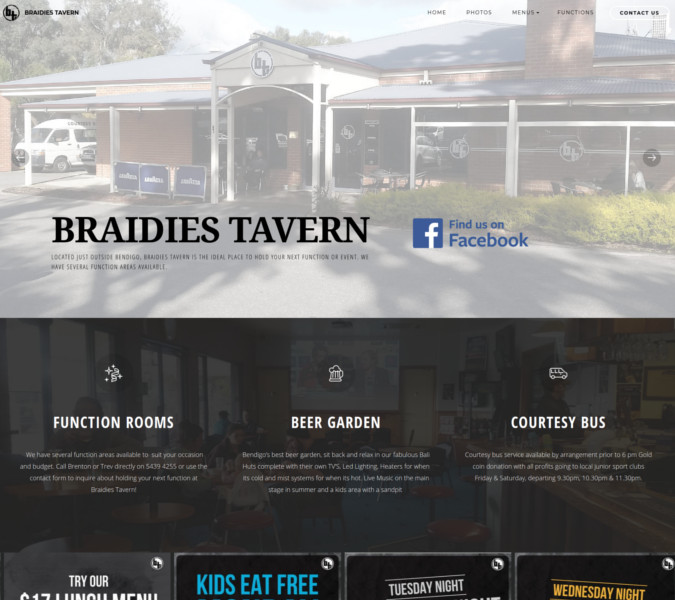 BRAIDIES TAVERN
HOME PHOTOS MENUS FUNCTIONS CONTACT US
BRAIDIES TAVERN
LOCATED JUST OUTSIDE BENDIGO, BRAIDIES TAVERN IS THE IDEAL PLACE TO HOLD YOUR NEXT FUNCTION OR EVENT. WE
HAVE SEVERAL FUNCTION AREAS AVAILABLE.
Find us on
Facebook
FUNCTION ROOMS
We have several function areas available to suit your occasion
and budget. Call Brenton or Trev directly on 5439 4255 or use the
contact form to inquire about holding your next function at
Braidies Tavern!
BEER GARDEN
Bendigo's best beer garden, sit back and relax in our fabulous Bali
Huts complete with their own TV'S, Led Lighting, Heaters for when
its cold and mist systems for when its hot. Live Music on the main
stage in summer and a kids area with a sandpit.
COURTESY BUS
Courtesy bus service available by arrangement prior to 6 pm Gold
coin donation with all profits going to local junior sport clubs
Friday & Saturday, departing 9.30pm, 10.30pm & 11.30pm.
TRY OUR
$17 LUNCH MENU
KIDS EAT FREE
TUESDAY NIGHT
WEDNESDAY NIGHT